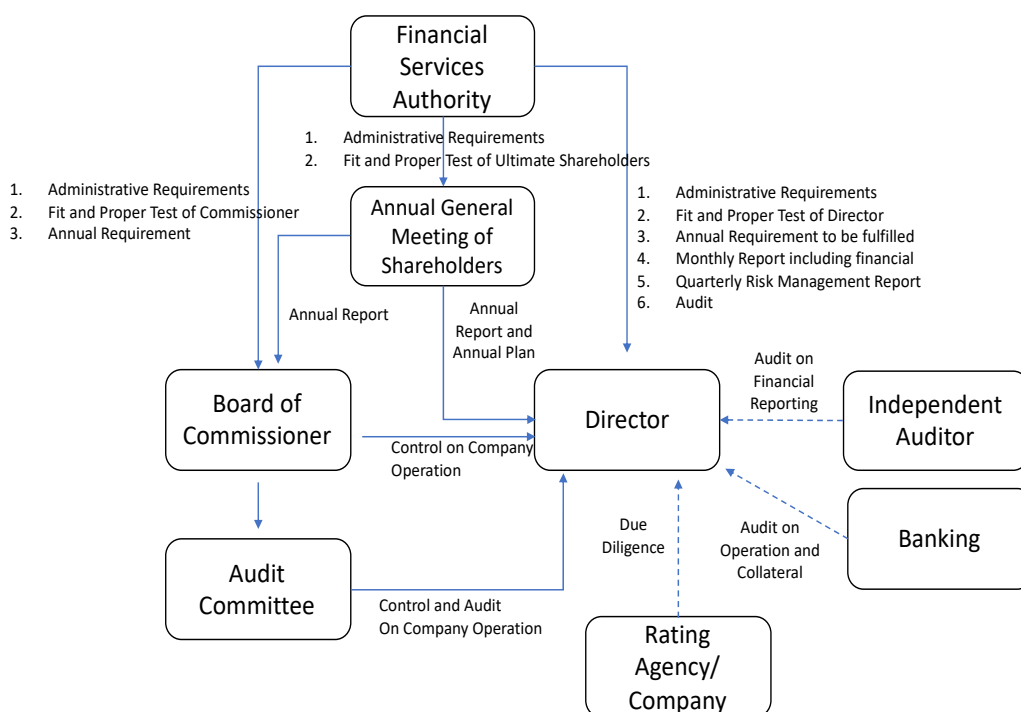 Financial
Services
Authority
1. Administrative Requirements
2. Fit and Proper Test of Ultimate Shareholders
1. Administrative Requirements
2. Fit and Proper Test of Commissioner
3. Annual Requirement
Annual General
Meeting of
Shareholders
1. Administrative Requirements
2. Fit and Proper Test of Director
3. Annual Requirement to be fulfilled
4. Monthly Report including financial
5. Quarterly Risk Management Report
6. Audit
Annual Report
Annual
Report and
Annual Plan
Board of
Commissioner
Control on Company
Operation
Director
Audit on
Financial
Reporting
Independent
Auditor
Audit
Committee
Control and Audit
On Company Operation
Due
Diligence
Audit on
Operation and
Collateral
Banking
Rating
Agency/
Company